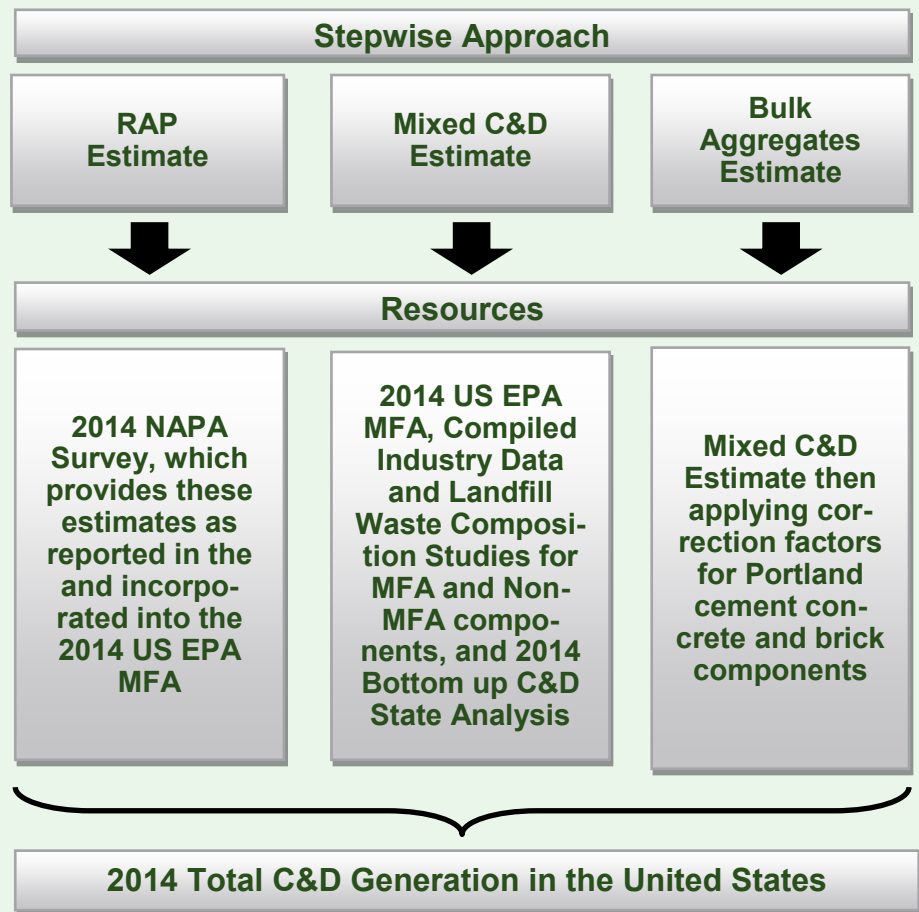 Stepwise Approach
RAP
Estimate
Mixed C&D
Estimate
Bulk
Aggregates
Estimate
Resources
2014 NAPA
Survey, which
provides these
estimates as
reported in the
and incorpo-
rated into the
2014 US EPA
MFA
2014 US EPA
MFA, Compiled
Industry Data
and Landfill
Waste Composi-
tion Studies for
MFA and Non-
MFA compo-
nents, and 2014
Bottom up C&D
State Analysis
Mixed C&D
Estimate then
applying cor-
rection factors
for Portland
cement con-
crete and brick
components
2014 Total C&D Generation in the United States